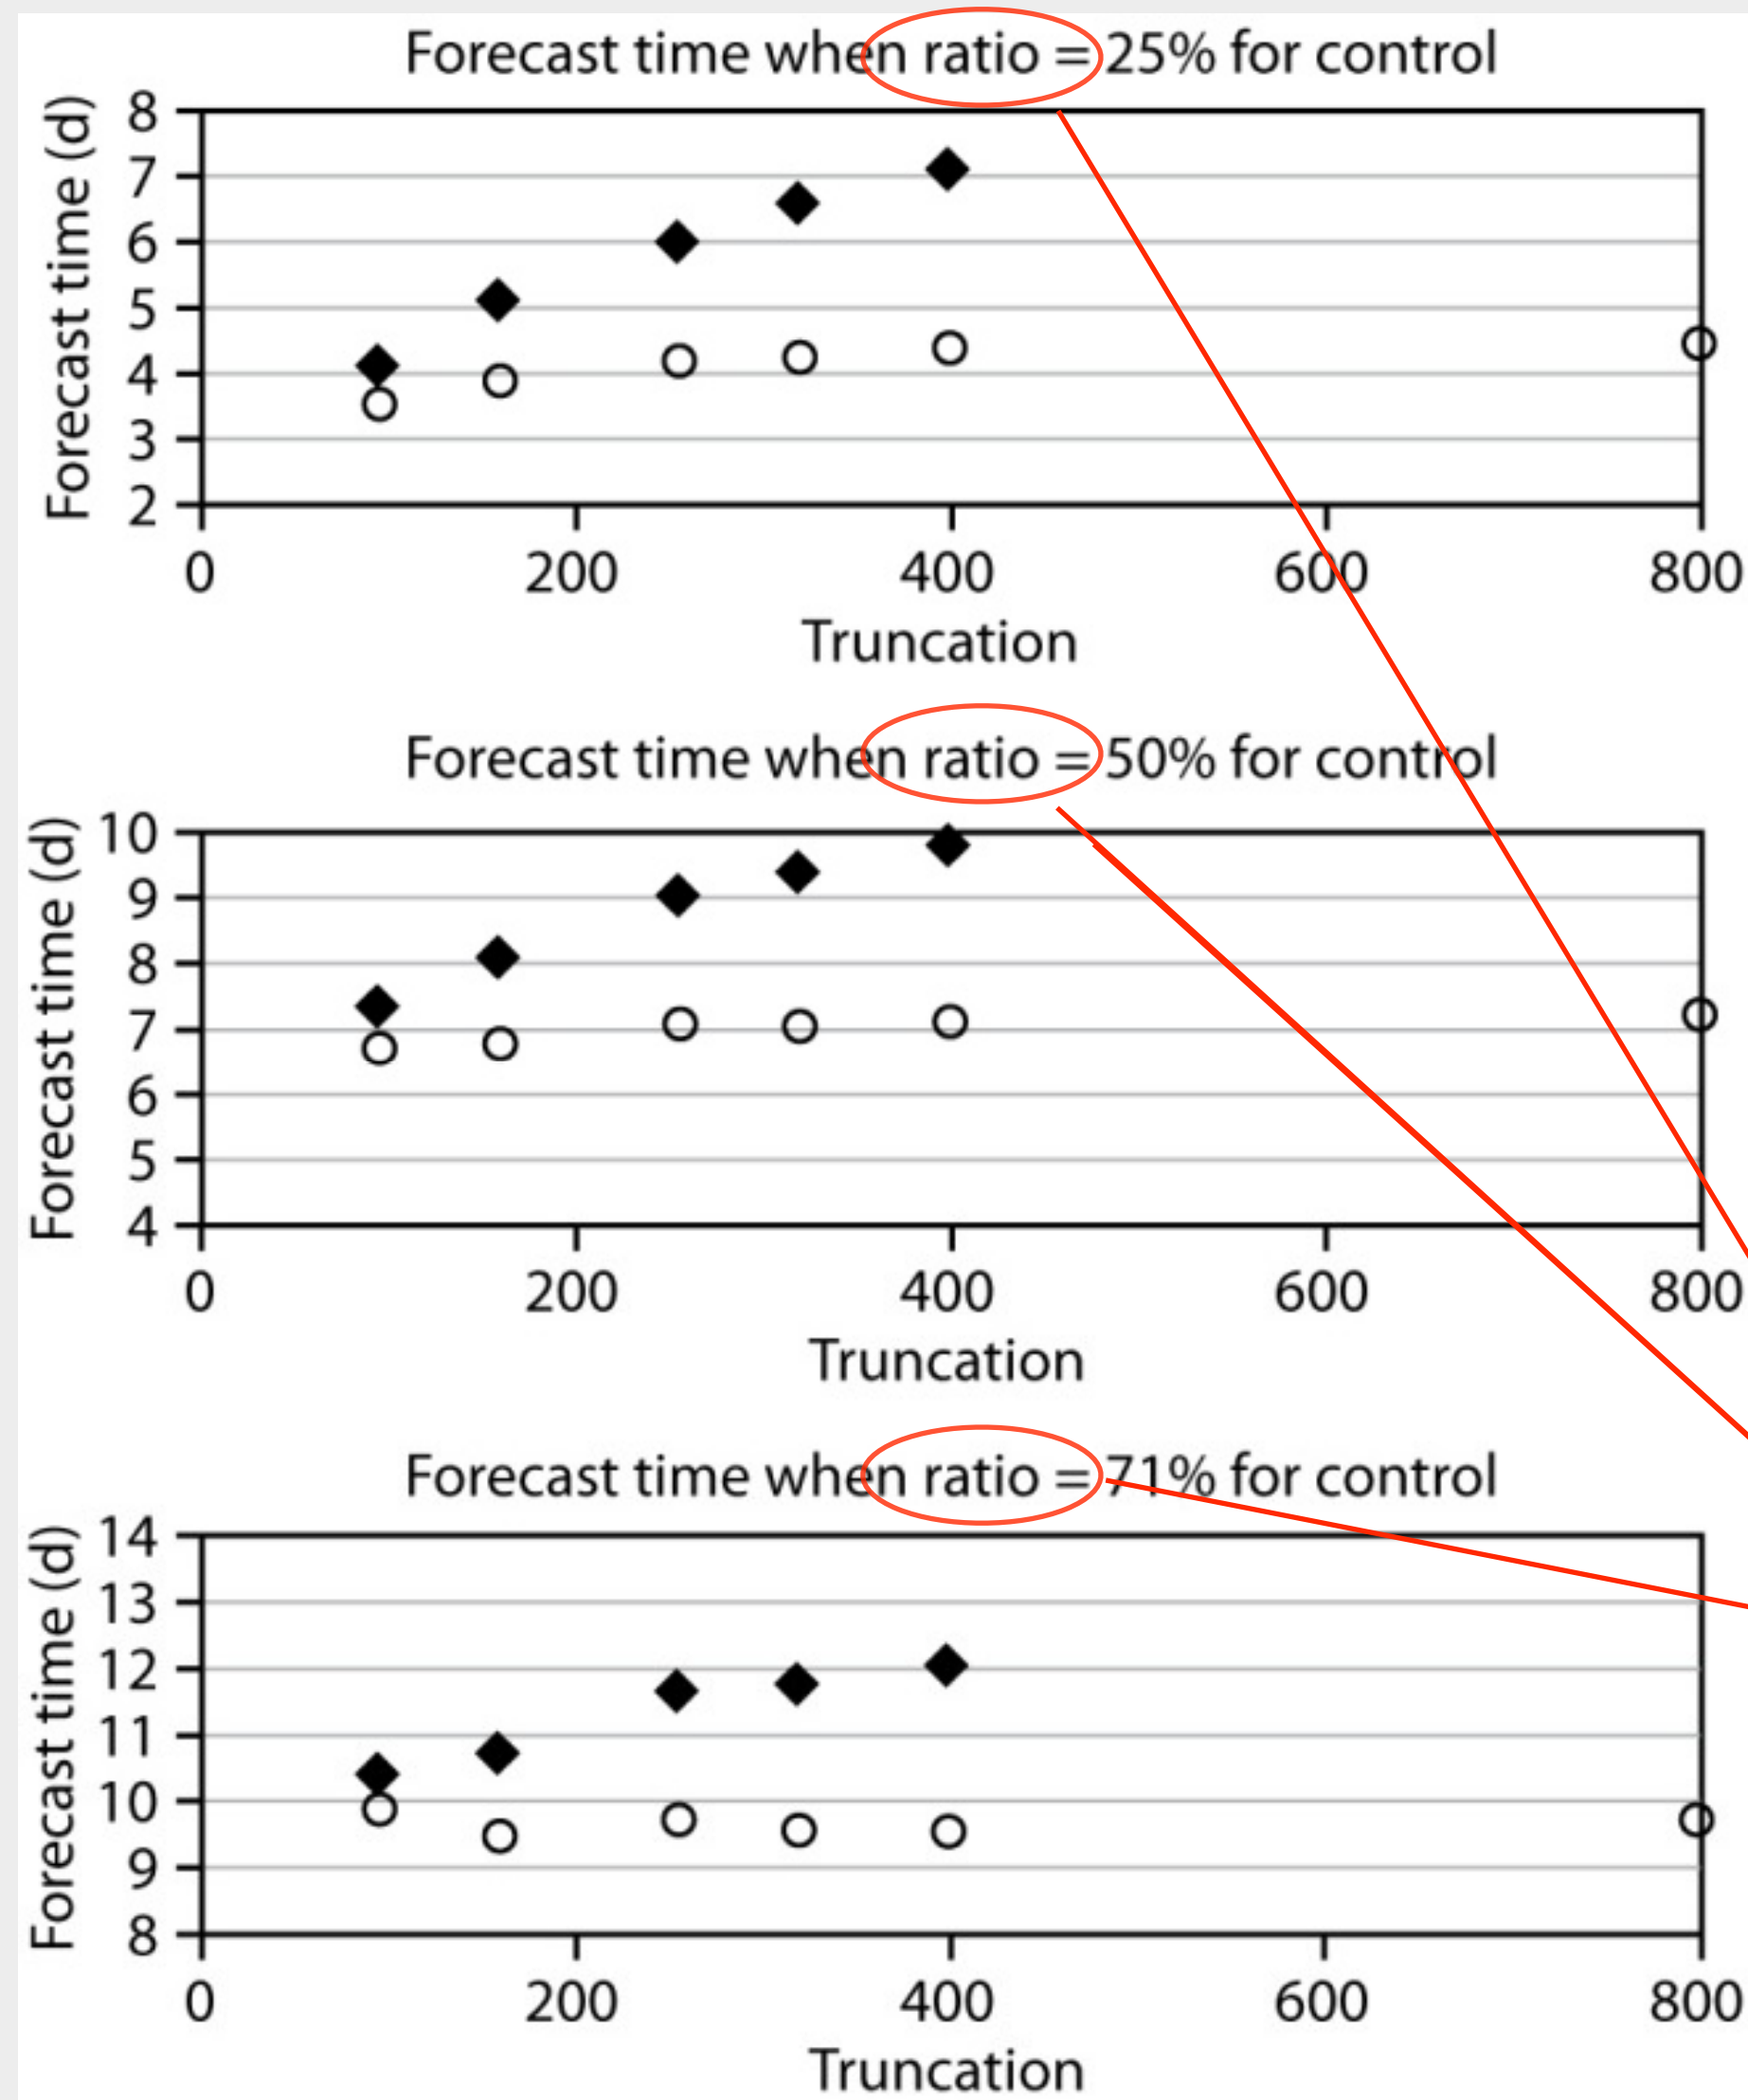 Forecast time when ratio = 25% for control
Forecast time (d)
8
7
6
5
4
3
2
0 200 400 600 800
Truncation
Forecast time when ratio = 50% for control
Forecast time (d)
10
9
8
7
6
5
4
0 200 400 600 800
Truncation
Forecast time when ratio = 71% for control
Forecast time (d)
14
13
12
11
10
9
8
0 200 400 600 800
Truncation